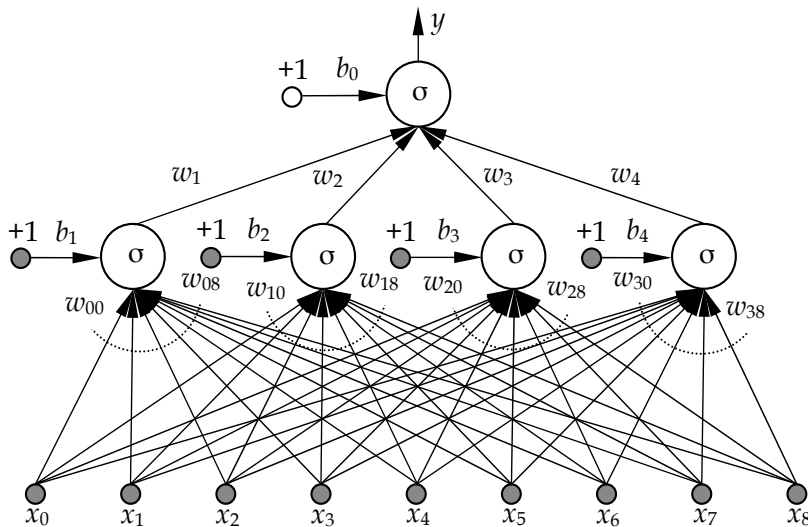 y
+1 b₀
σ
w₁ w₂ w₃ w₄
+1 b₁ σ +1 b₂ σ +1 b₃ σ +1 b₄ σ
w₀₀ w₀₈ w₁₀ w₁₈ w₂₀ w₂₈ w₃₀ w₃₈
x₀ x₁ x₂ x₃ x₄ x₅ x₆ x₇ x₈